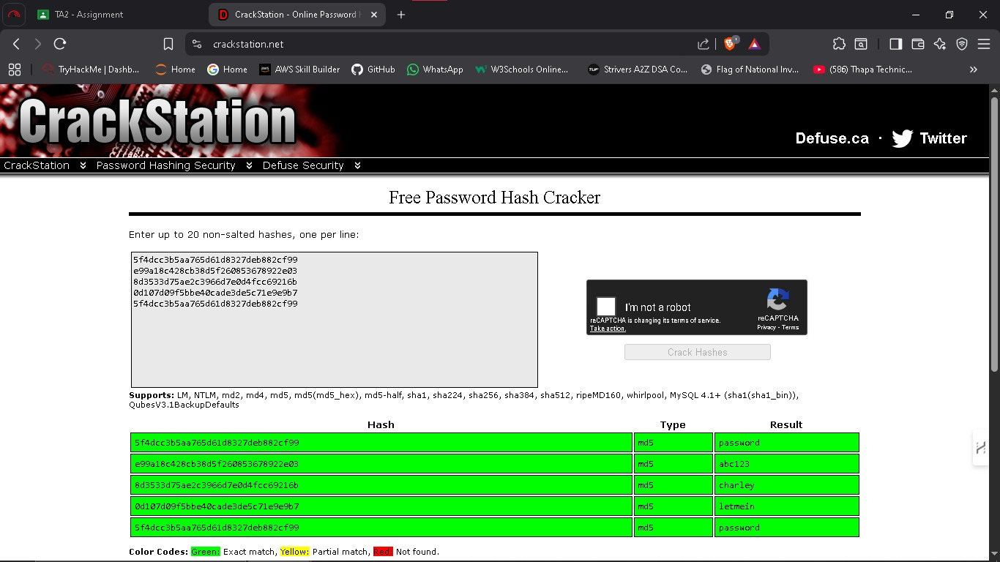 TA2 - Assignment
CrackStation - Online Password H
crackstation.net
TryHackMe | Dashb... Home Home AWS Skill Builder GitHub WhatsApp W3Schools Online... Strivers A2Z DSA Co... Flag of National Inv... (586) Thapa Technic...
CrackStation
Defuse.ca · Twitter
CrackStation Password Hashing Security Defuse Security
Free Password Hash Cracker
Enter up to 20 non-salted hashes, one per line:
5f4dcc3b5aa765d61d8327deb882cf99
e99a18c428cb38d5f260853678922e03
8d3533d75ae2c3966d7e0d4fcc69216b
0d107d09f5bbe40cade3de5c71e9e9b7
5f4dcc3b5aa765d61d8327deb882cf99
I'm not a robot
reCAPTCHA is changing its terms of service.
Take action.
reCAPTCHA
Privacy - Terms
Crack Hashes
Supports: LM, NTLM, md2, md4, md5, md5(md5_hex), md5-half, sha1, sha224, sha256, sha384, sha512, ripeMD160, whirlpool, MySQL 4.1+ (sha1(sha1_bin)),
QubesV3.1BackupDefaults
Hash Type Result
5f4dcc3b5aa765d61d8327deb882cf99 md5 password
e99a18c428cb38d5f260853678922e03 md5 abc123
8d3533d75ae2c3966d7e0d4fcc69216b md5 charley
0d107d09f5bbe40cade3de5c71e9e9b7 md5 letmein
5f4dcc3b5aa765d61d8327deb882cf99 md5 password
Color Codes: Green: Exact match, Yellow: Partial match, Red: Not found.